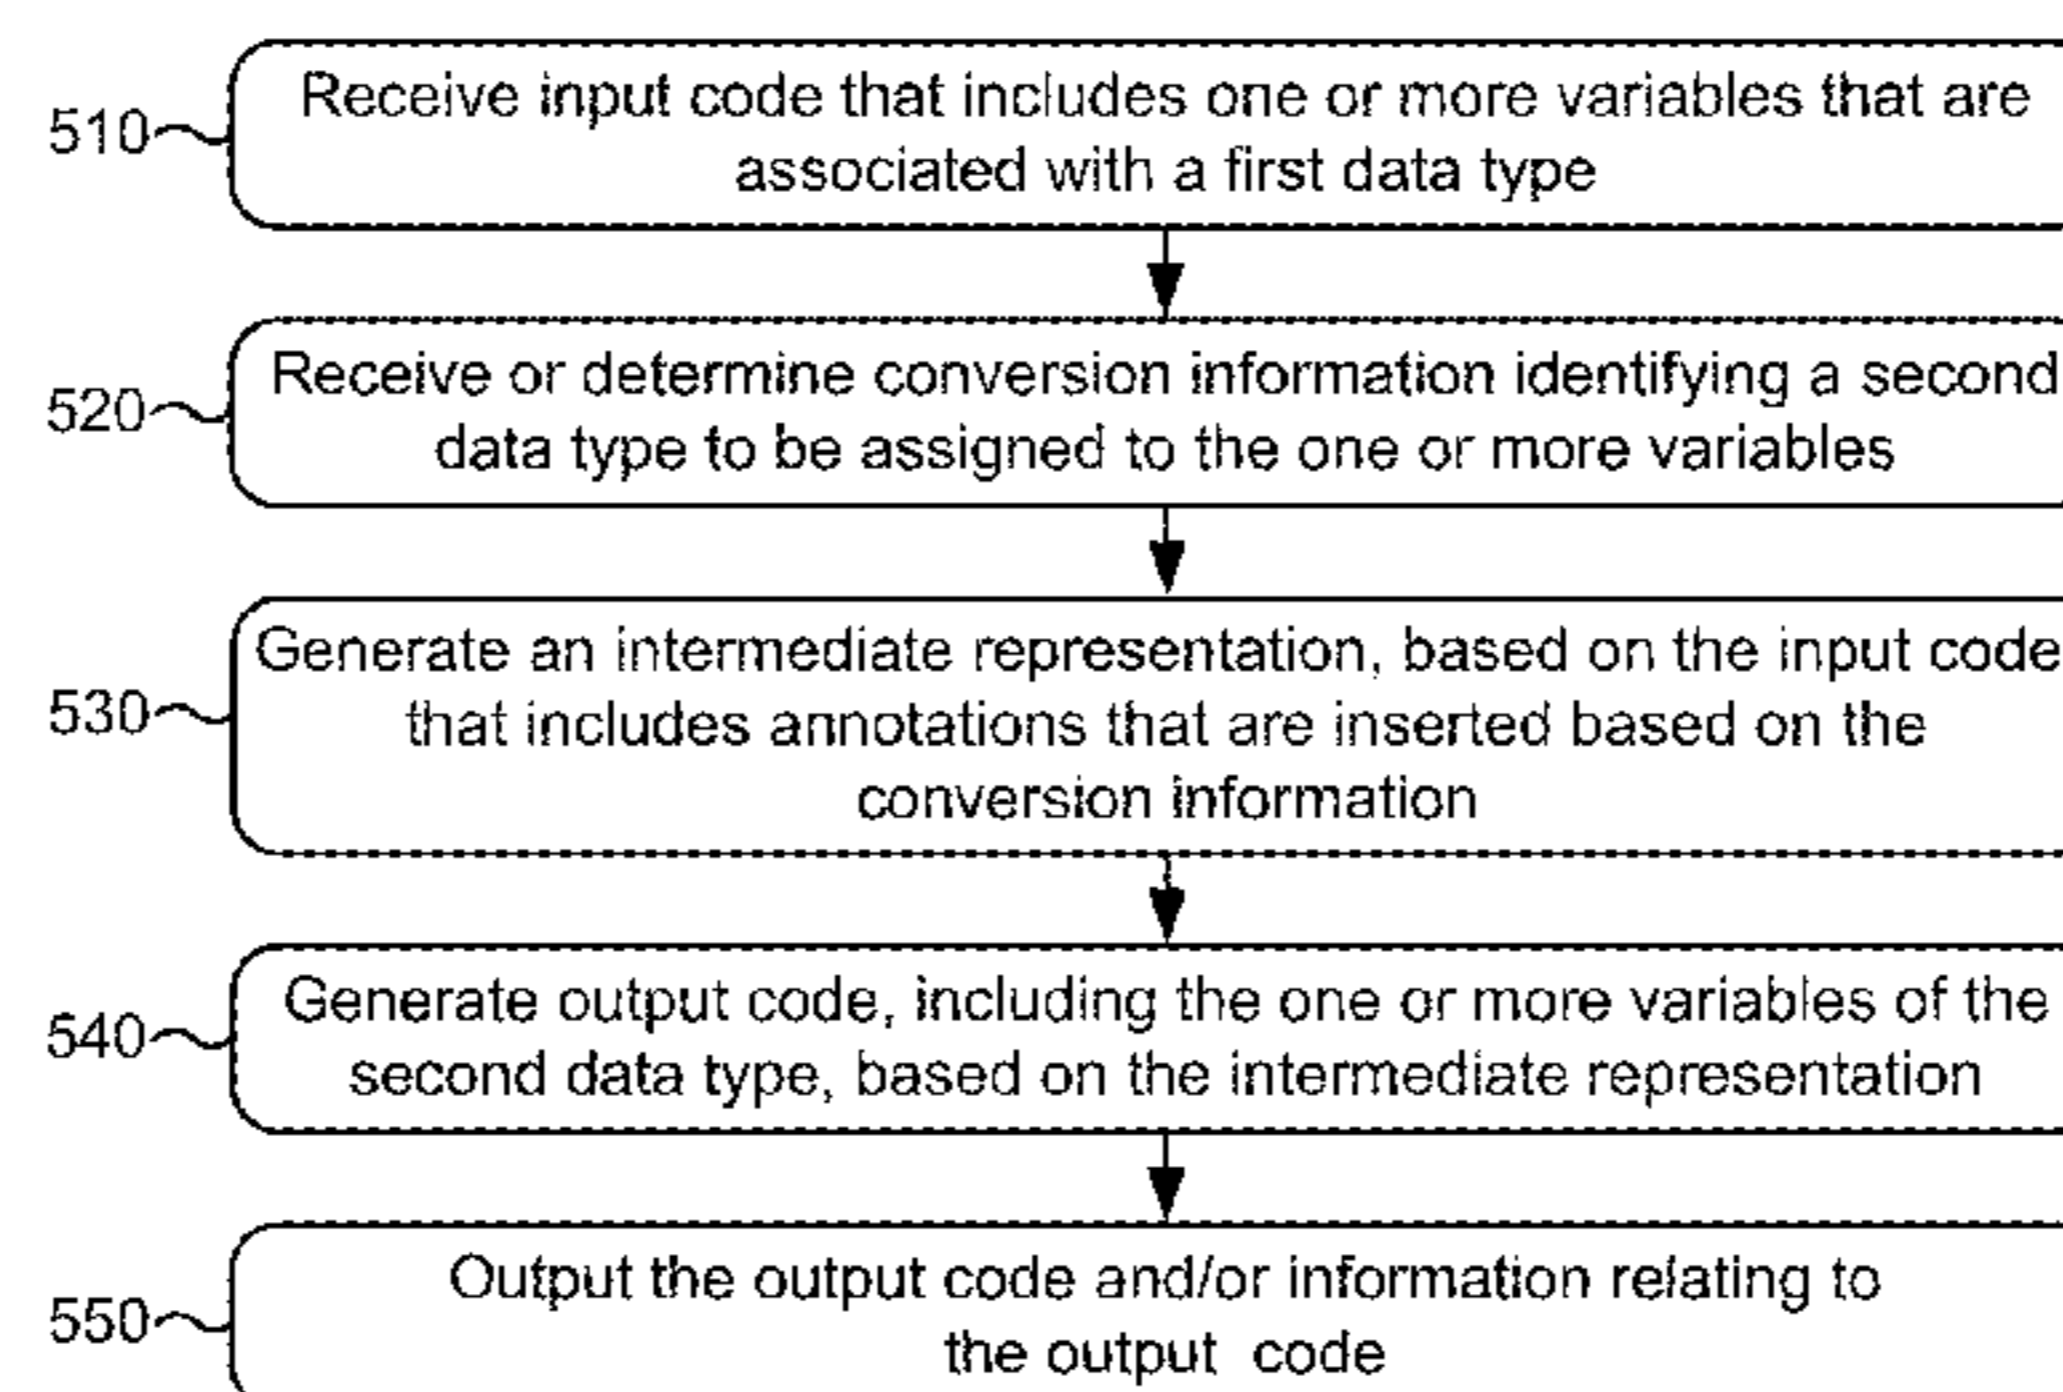 Receive input code that includes one or more variables that are
510
associated with a first data type
Receive or determine conversion information identifying a second
520
data type to be assigned to the one or more variables
Generate an intermediate representation, based on the input code
530
that includes annotations that are inserted based on the
conversion information
Generate output code, including the one or more variables of the
540
second data type, based on the intermediate representation
Output the output code and/or information relating to
550
the output code